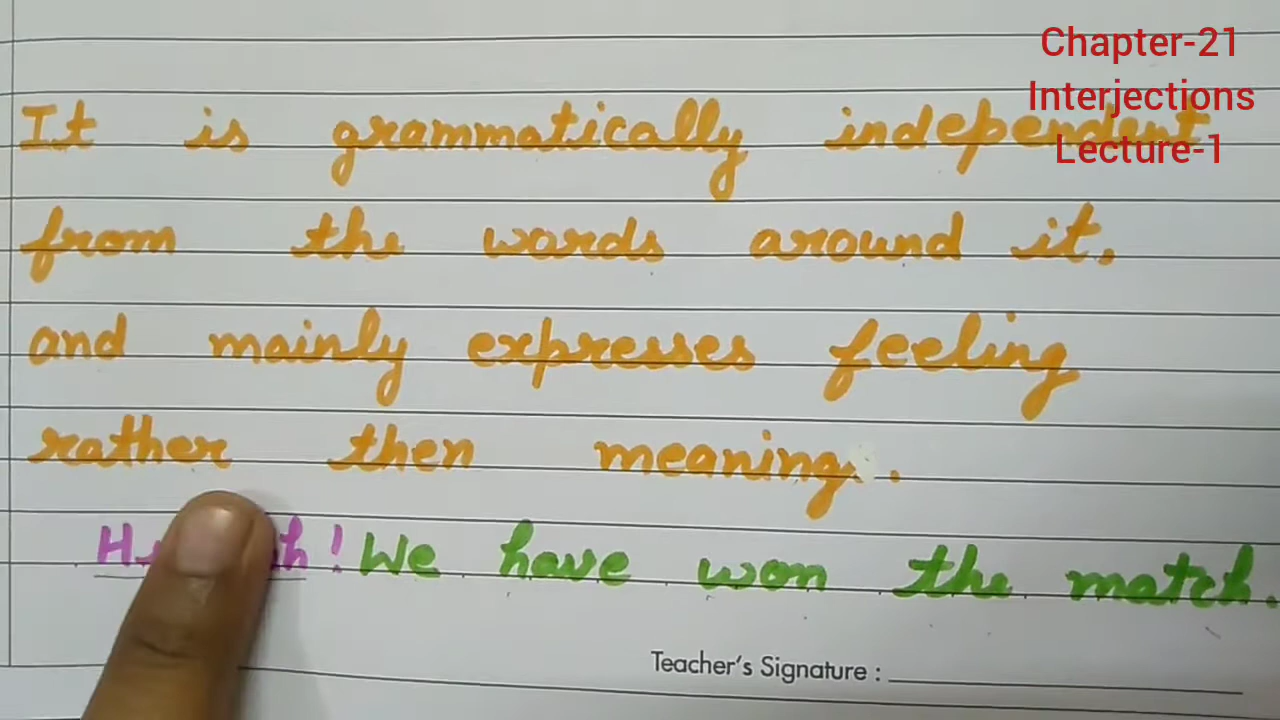 Chapter-21
Interjections
Lecture-1
It is grammatically independent
from the words around it.
and mainly expresses feeling
rather then meaning.
! We have won the match.
Teacher's Signature :